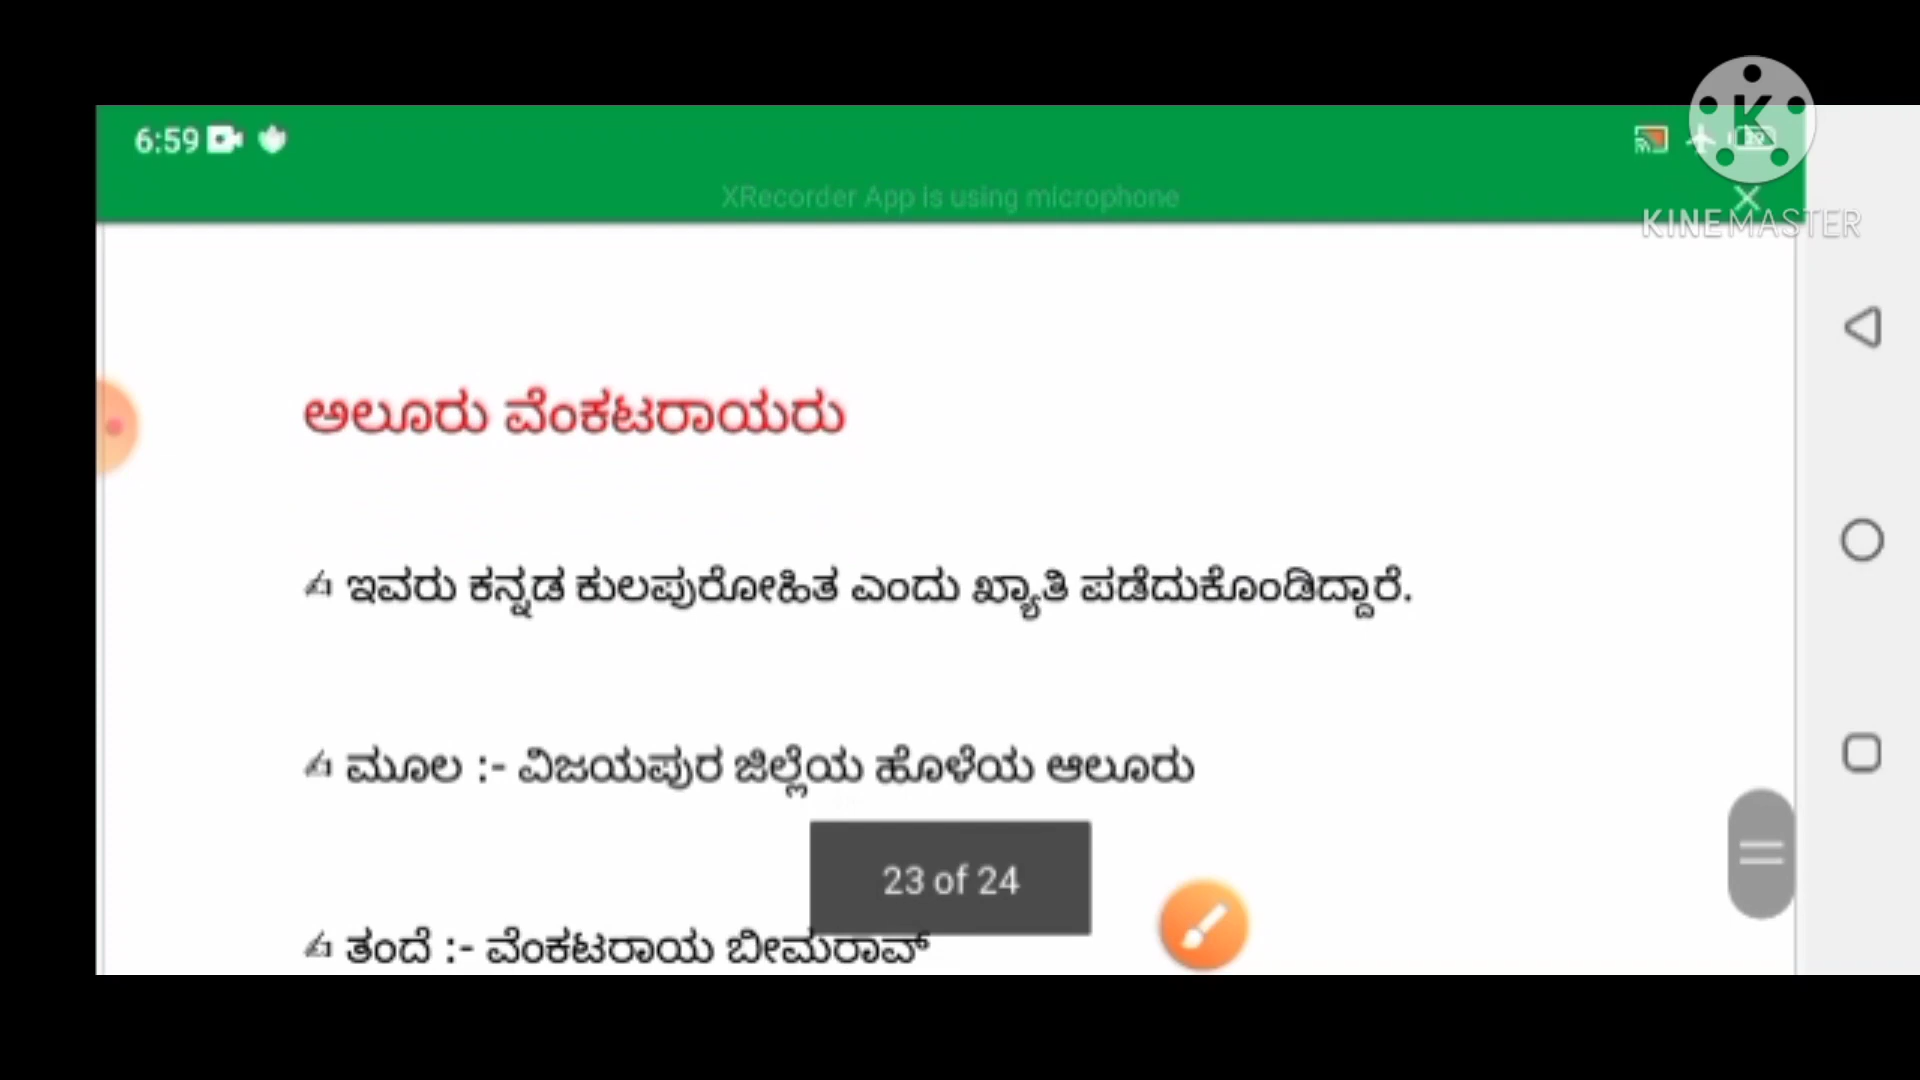 6:59
XRecorder App is using microphone
KINEMASTER
ಅಲೂರು ವೆಂಕಟರಾಯರು
✍ ಇವರು ಕನ್ನಡ ಕುಲಪುರೋಹಿತ ಎಂದು ಖ್ಯಾತಿ ಪಡೆದುಕೊಂಡಿದ್ದಾರೆ.
✍ ಮೂಲ :- ವಿಜಯಪುರ ಜಿಲ್ಲೆಯ ಹೊಳೆಯ ಆಲೂರು
23 of 24
✍ ತಂದೆ :- ವೆಂಕಟರಾಯ ಬೀಮರಾವ್